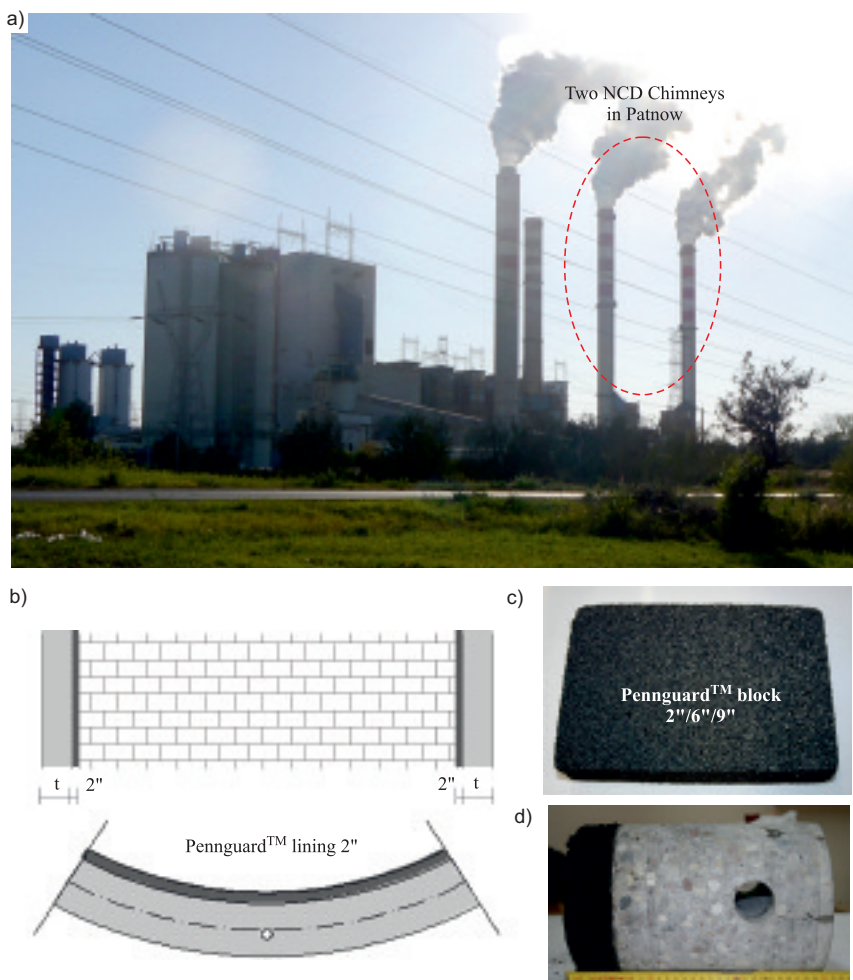 a)
Two NCD Chimneys
in Patnow
b)
t
2"
2"
t
Pennguard™ lining 2"
c)
Pennguard™ block
2"/6"/9"
d)